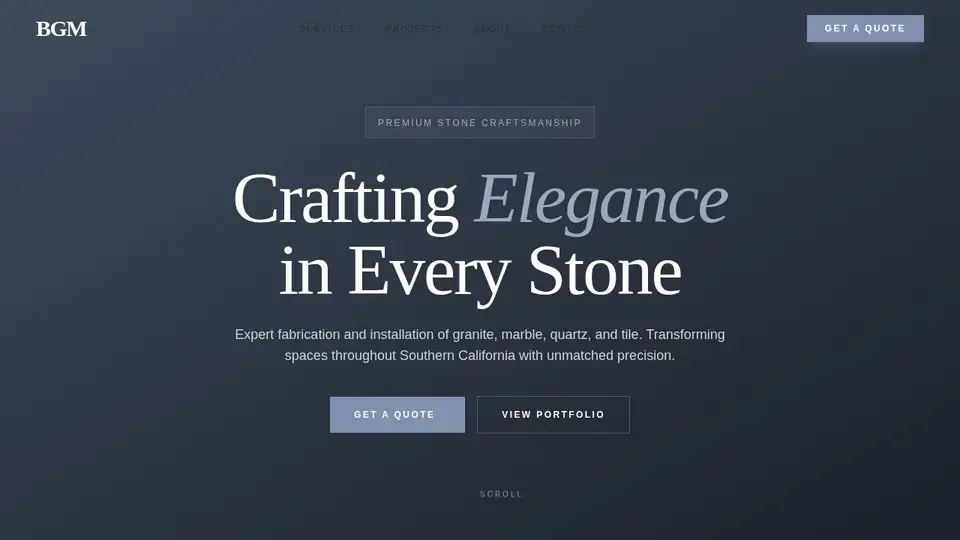 BGM
SERVICES PROJECTS ABOUT CONTACT
GET A QUOTE
PREMIUM STONE CRAFTSMANSHIP
Crafting Elegance
in Every Stone
Expert fabrication and installation of granite, marble, quartz, and tile. Transforming
spaces throughout Southern California with unmatched precision.
GET A QUOTE
VIEW PORTFOLIO
SCROLL